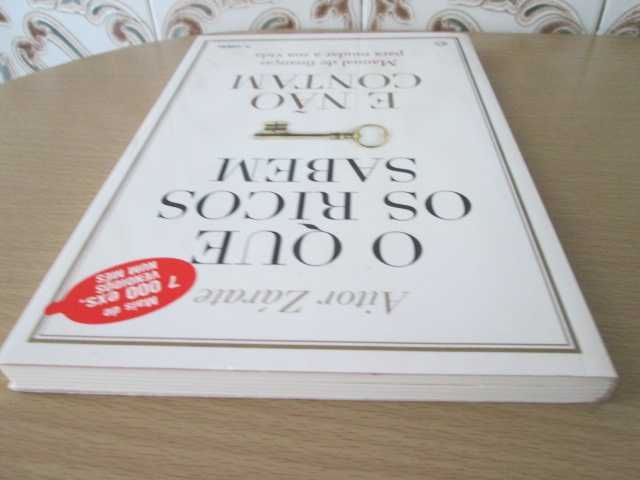 Aitor Zárate
O QUE
OS RICOS
SABEM
E NÃO
CONTAM
Manual de finanças
para mudar a sua vida
Mais de
7 000 exs.
VENDIDOS
NUM MÊS